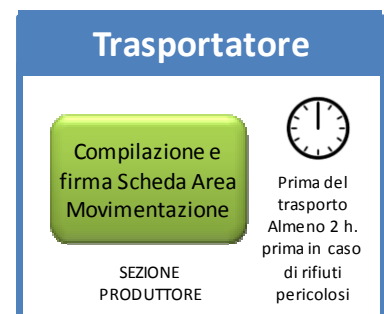 Trasportatore
Compilazione e
firma Scheda Area
Movimentazione
SEZIONE
PRODUTTORE
Prima del
trasporto
Almeno 2 h.
prima in caso
di rifiuti
pericolosi